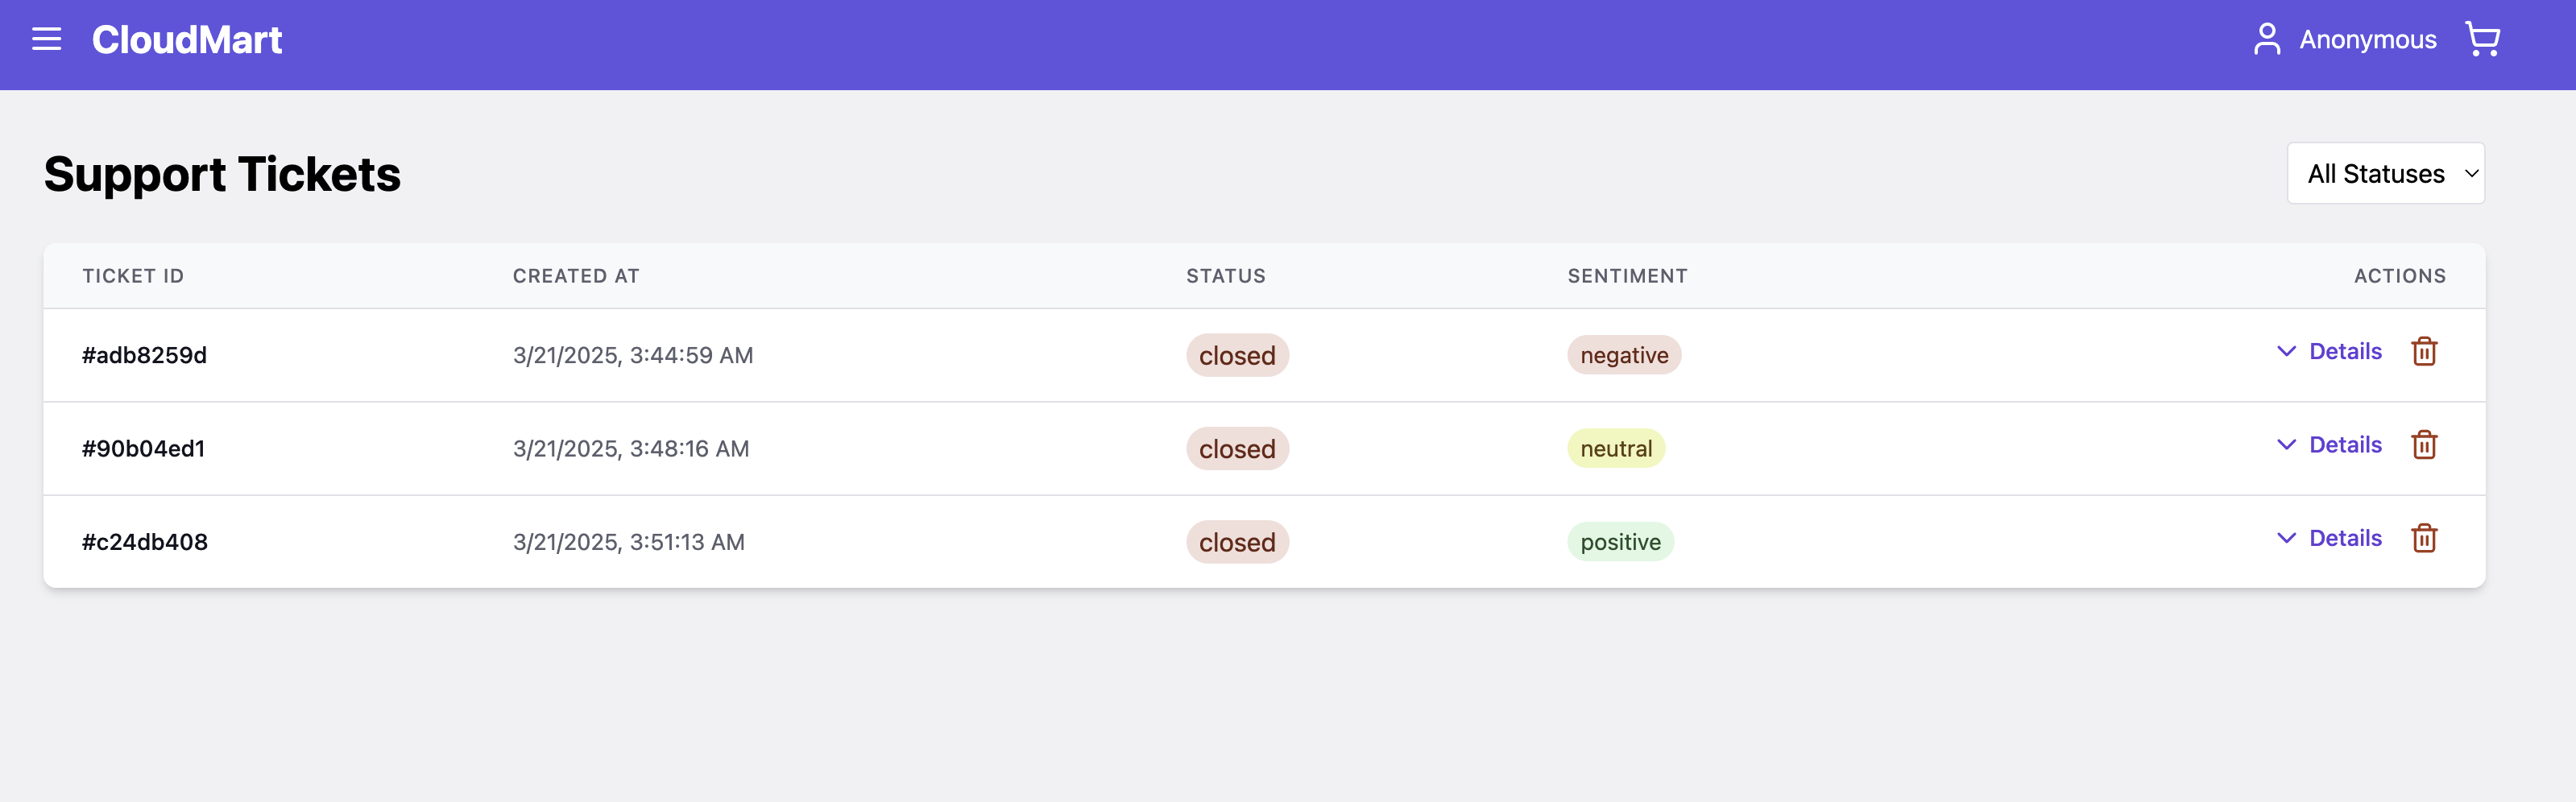 CloudMart Anonymous
Support Tickets All Statuses
TICKET ID CREATED AT STATUS SENTIMENT ACTIONS
#adb8259d 3/21/2025, 3:44:59 AM closed negative Details
#90b04ed1 3/21/2025, 3:48:16 AM closed neutral Details
#c24db408 3/21/2025, 3:51:13 AM closed positive Details